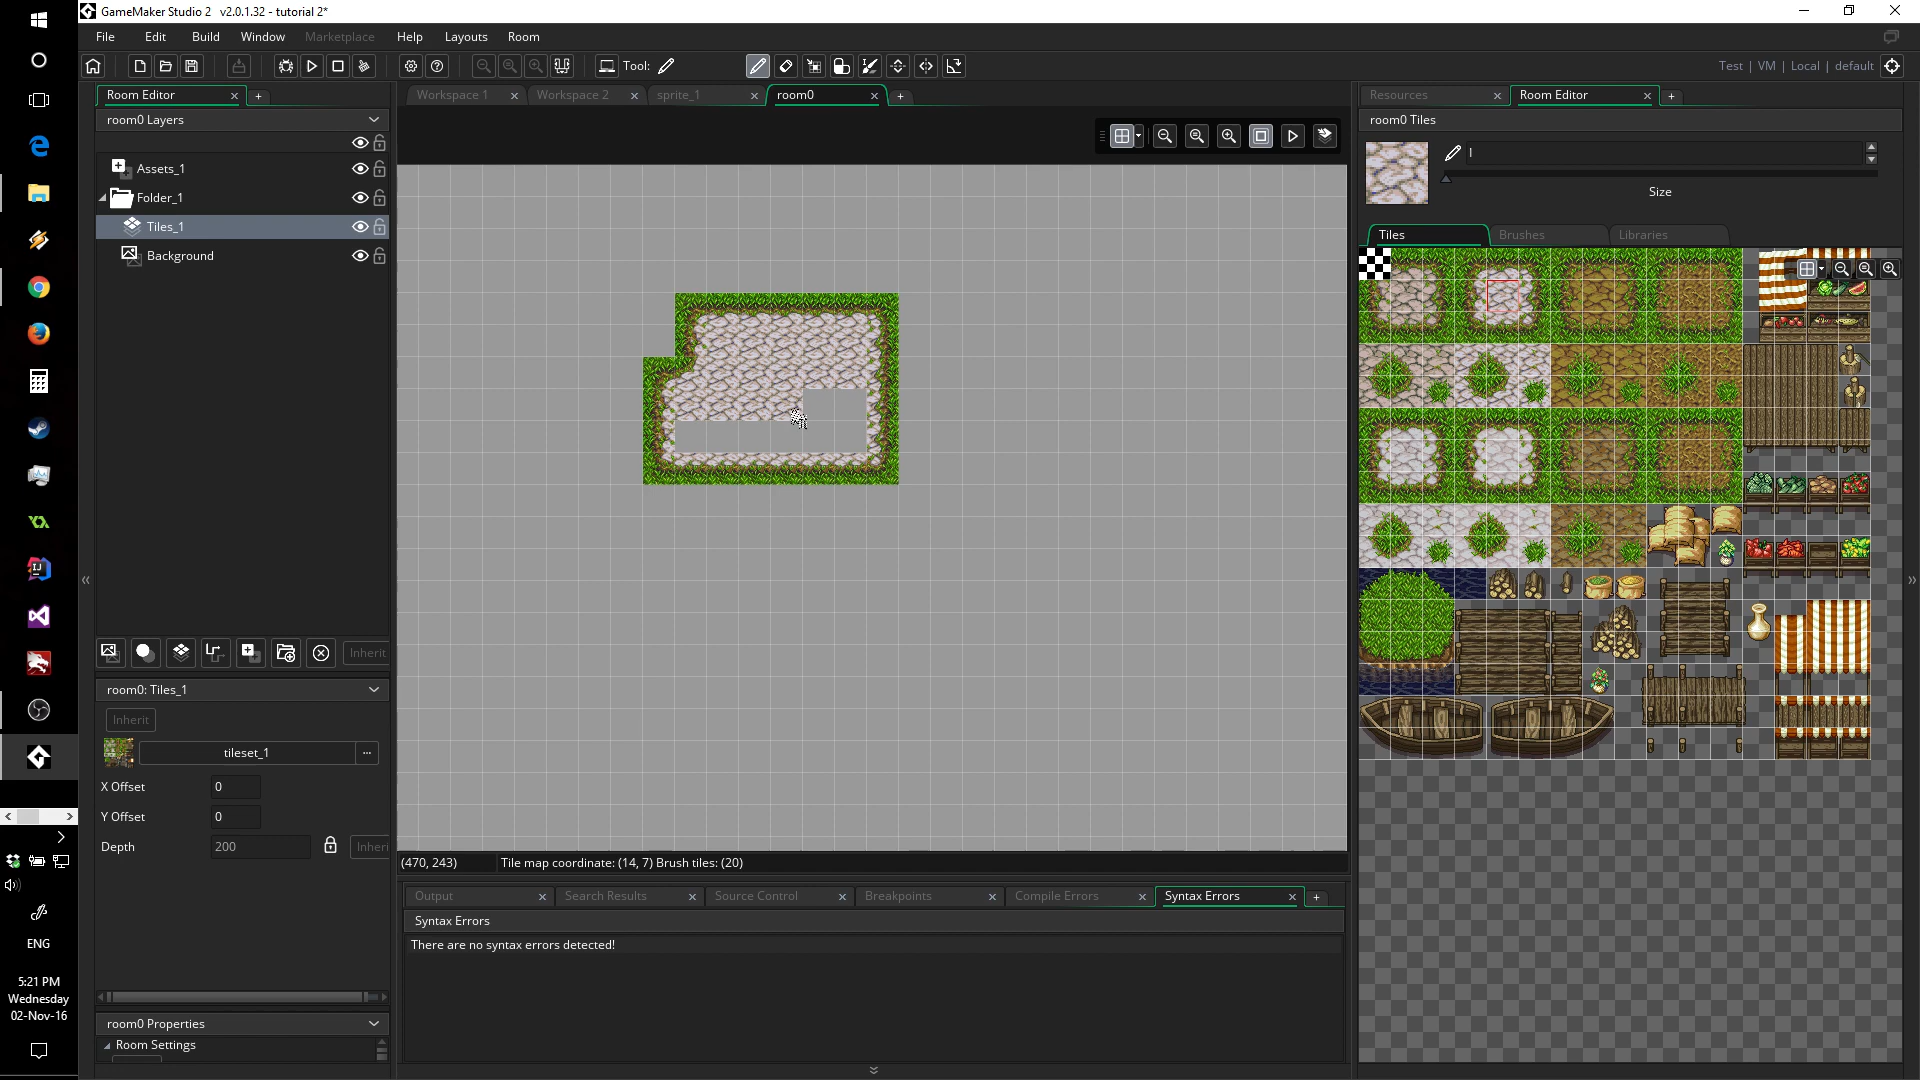 GameMaker Studio 2   v2.0.1.32 - tutorial 2*
File Edit Build Window Marketplace Help Layouts Room
Tool:
Test | VM | Local | default
Room Editor
Workspace 1
Workspace 2
sprite_1
room0
Resources
Room Editor
room0 Layers
room0 Tiles
Assets_1
Folder_1
Tiles_1
Background
Size
Tiles
Brushes
Libraries
Inherit
room0: Tiles_1
Inherit
tileset_1
...
X Offset 0
Y Offset 0
Depth 200
Inheri
(470, 243)
Tile map coordinate: (14, 7) Brush tiles: (20)
Output
Search Results
Source Control
Breakpoints
Compile Errors
Syntax Errors
Syntax Errors
There are no syntax errors detected!
ENG
5:21 PM
Wednesday
02-Nov-16
room0 Properties
Room Settings